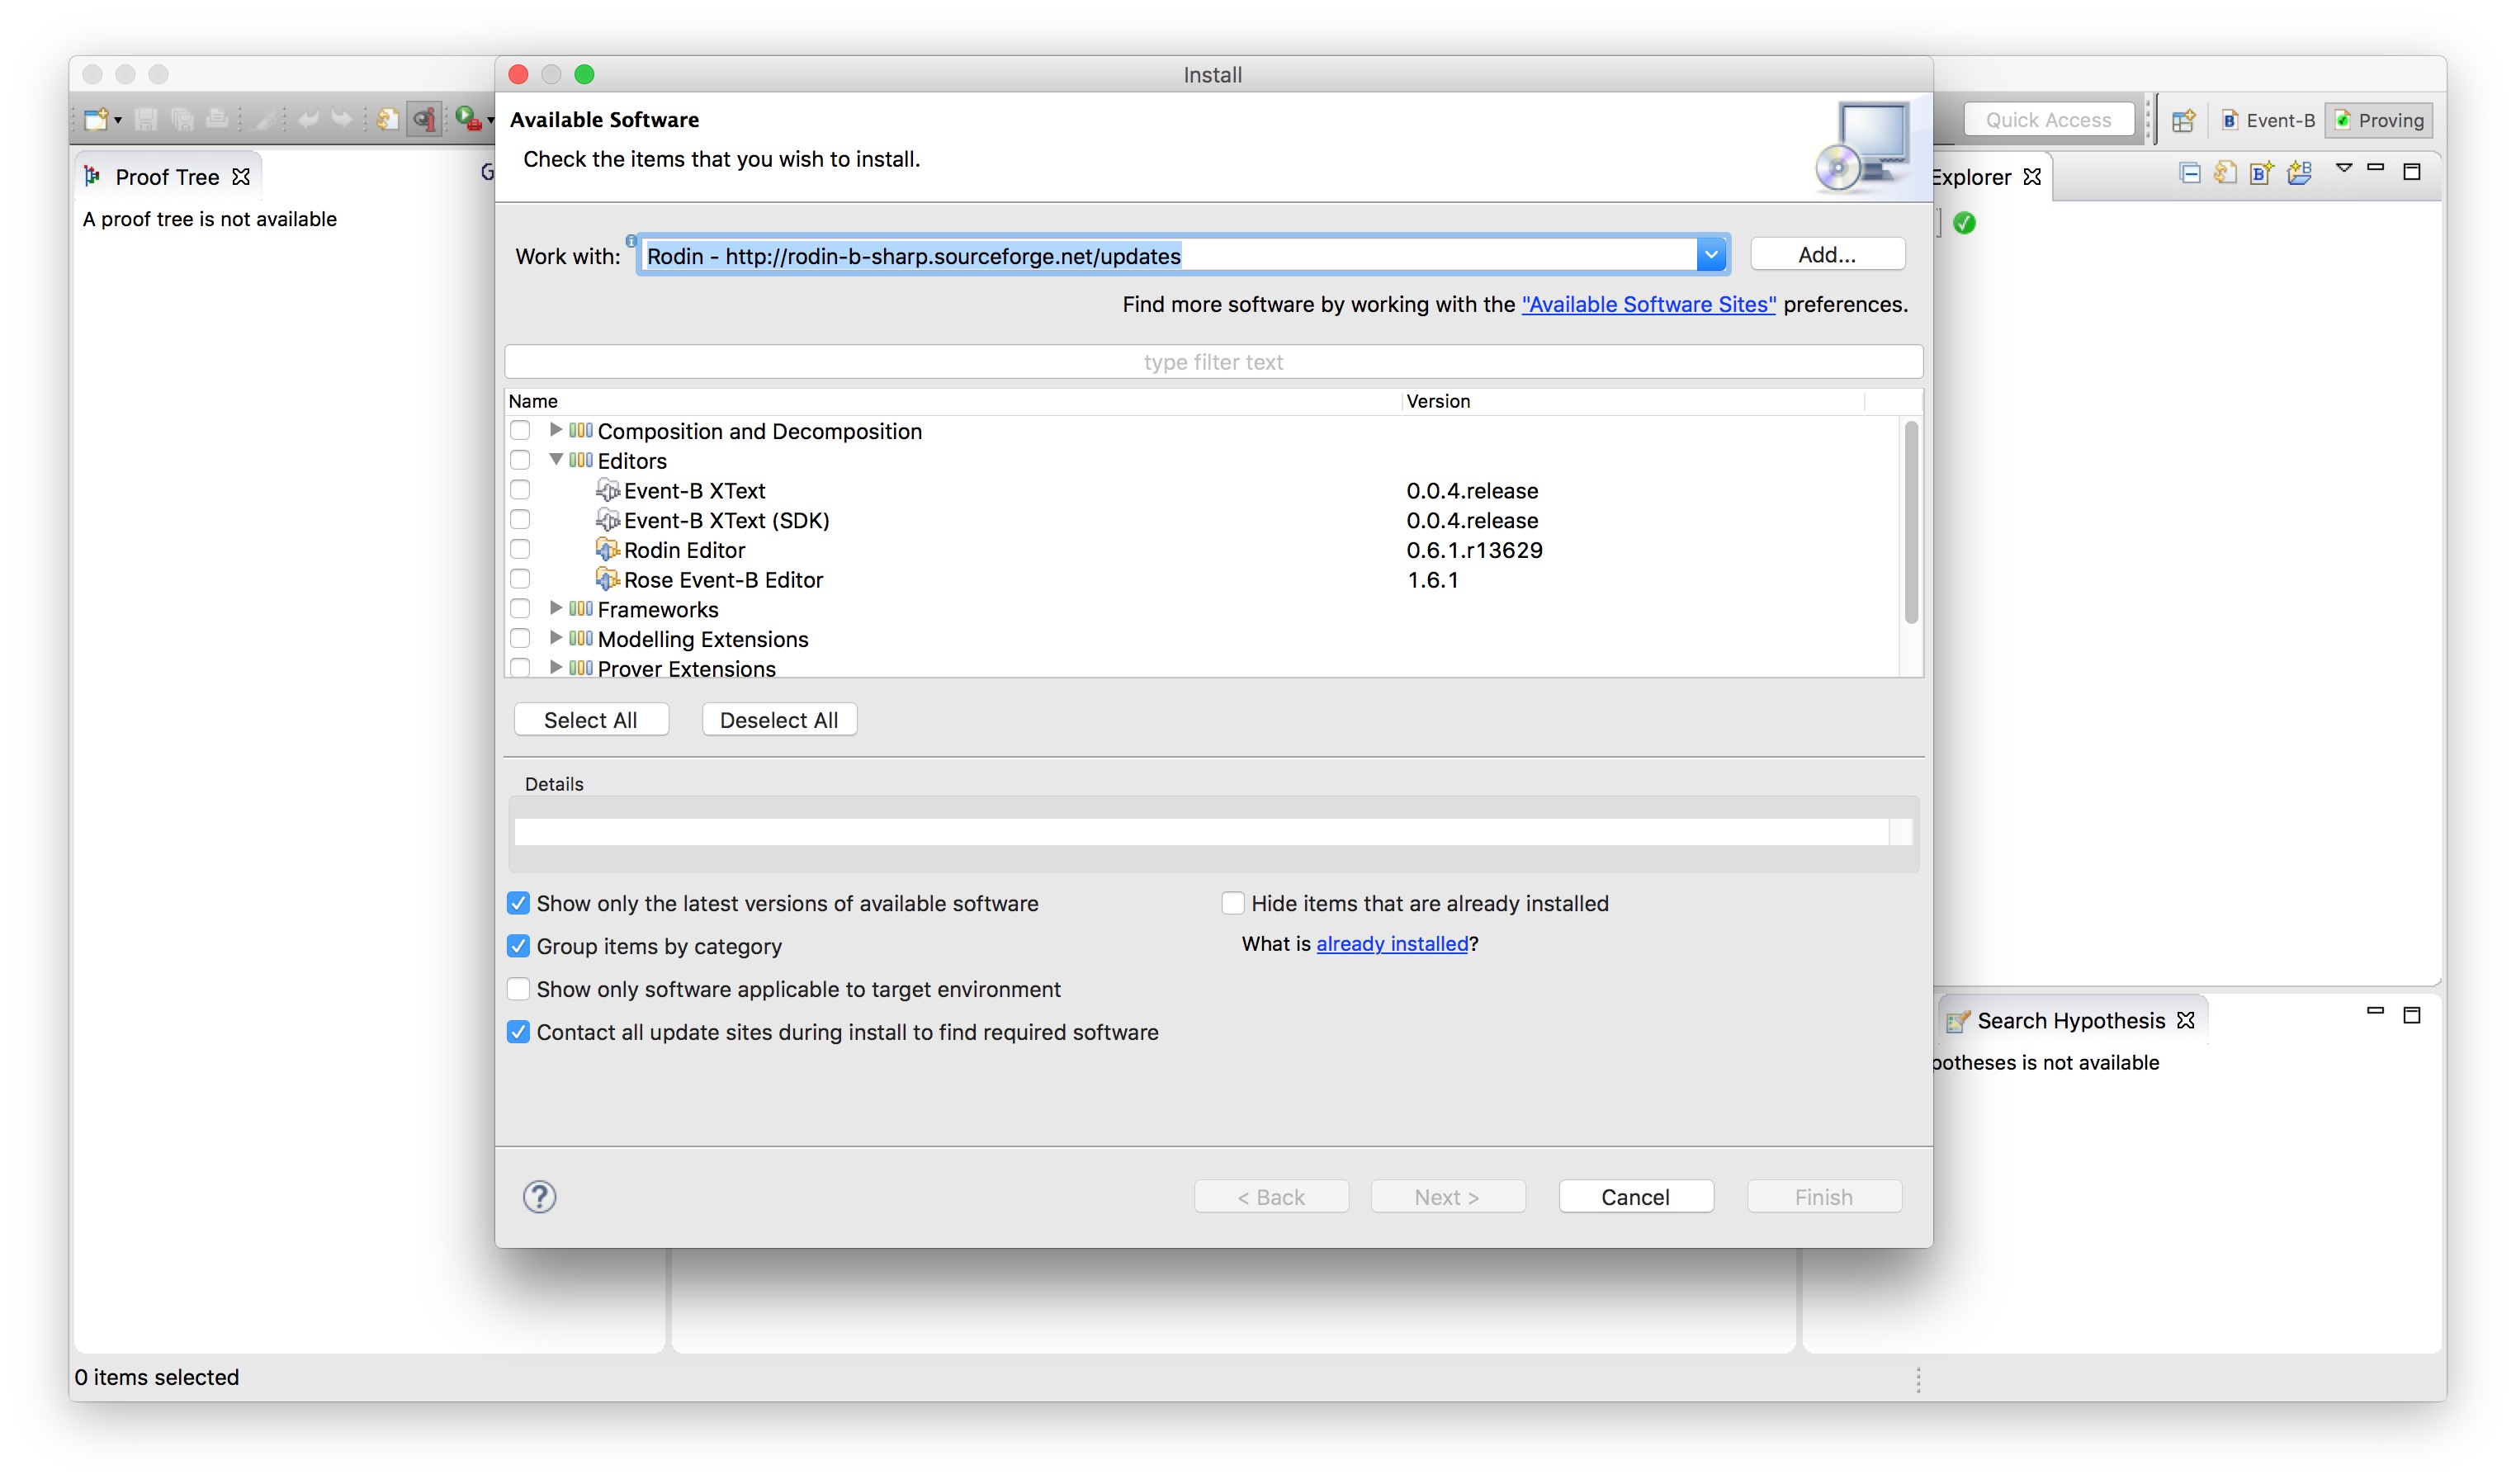 Install
Available Software
Check the items that you wish to install.
Quick Access
Event-B
Proving
Proof Tree
G
Explorer
A proof tree is not available
Work with:
Rodin - http://rodin-b-sharp.sourceforge.net/updates
Add...
Find more software by working with the "Available Software Sites" preferences.
type filter text
Name Version
Composition and Decomposition
Editors
Event-B XText 0.0.4.release
Event-B XText (SDK) 0.0.4.release
Rodin Editor 0.6.1.r13629
Rose Event-B Editor 1.6.1
Frameworks
Modelling Extensions
Prover Extensions
Select All Deselect All
Details
Show only the latest versions of available software
Hide items that are already installed
Group items by category
What is already installed?
Show only software applicable to target environment
Contact all update sites during install to find required software
Search Hypothesis
potheses is not available
< Back Next > Cancel Finish
0 items selected